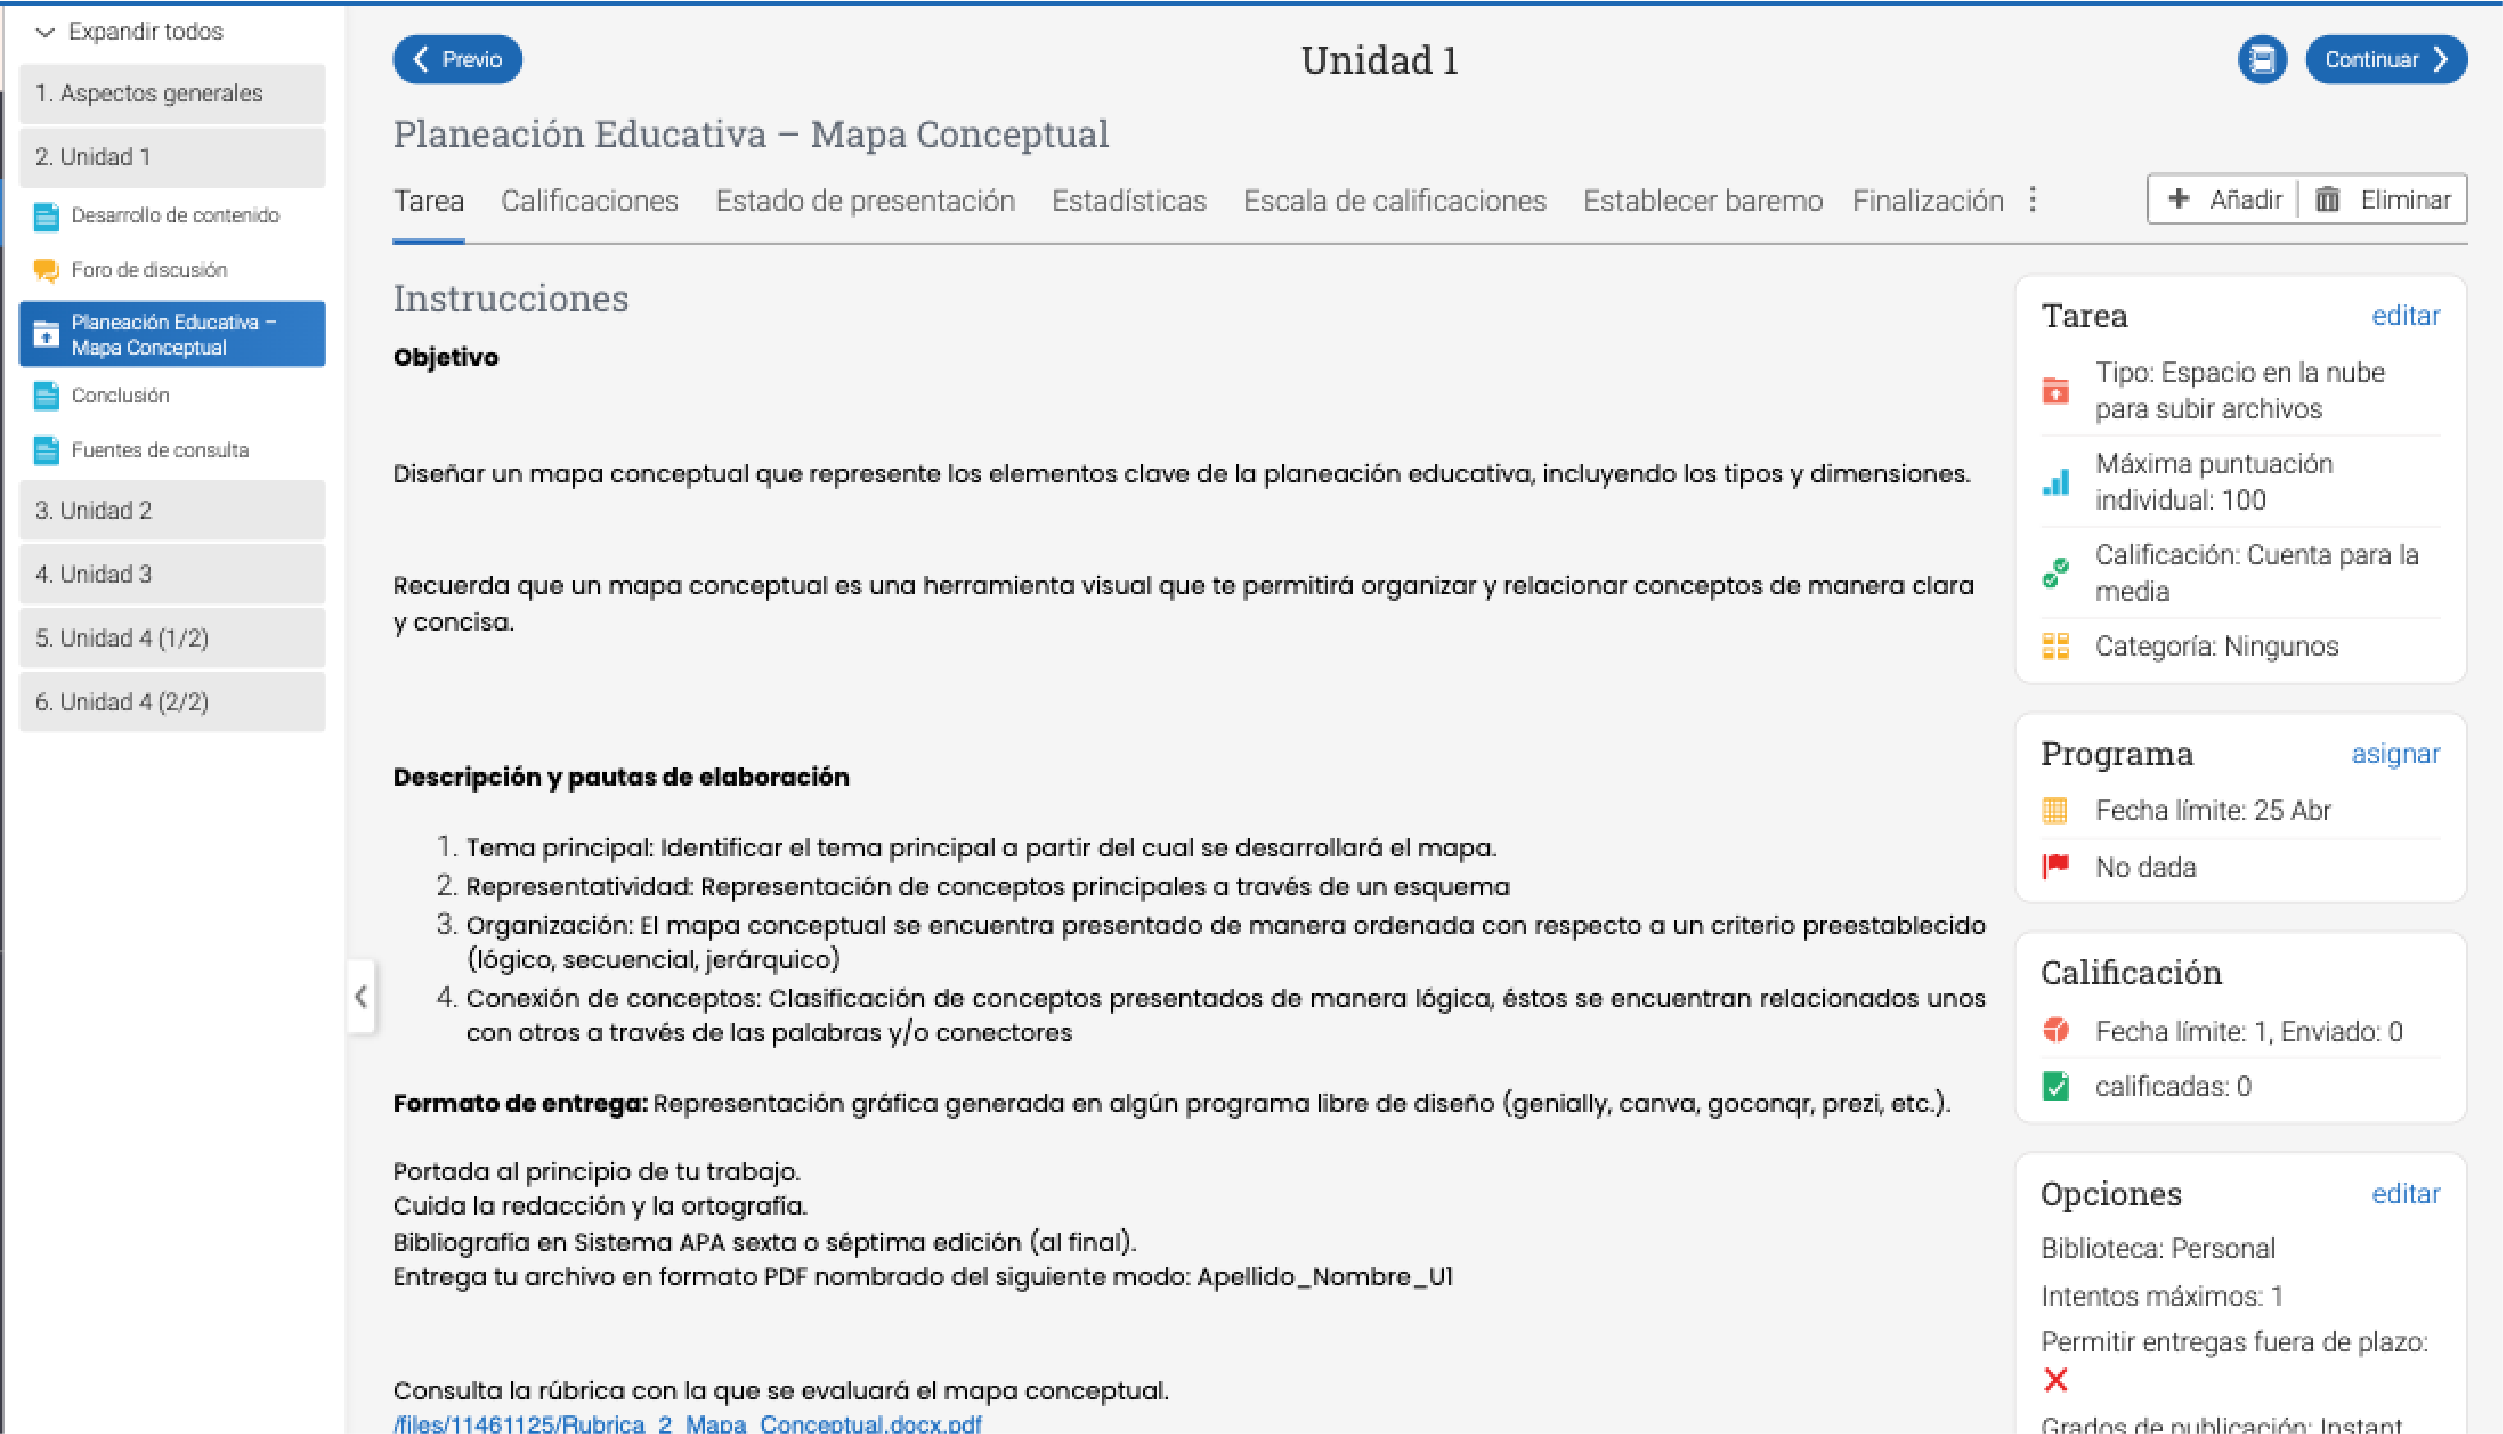 Expandir todos
1. Aspectos generales
2. Unidad 1
Desarrollo de contenido
Foro de discusión
Planeación Educativa –
Mapa Conceptual
Conclusión
Fuentes de consulta
3. Unidad 2
4. Unidad 3
5. Unidad 4 (1/2)
6. Unidad 4 (2/2)
Previo
Unidad 1
Continuar
Planeación Educativa – Mapa Conceptual
Tarea Calificaciones Estado de presentación Estadísticas Escala de calificaciones Establecer baremo Finalización
Añadir Eliminar
Instrucciones
Objetivo
Diseñar un mapa conceptual que represente los elementos clave de la planeación educativa, incluyendo los tipos y dimensiones.
Recuerda que un mapa conceptual es una herramienta visual que te permitirá organizar y relacionar conceptos de manera clara
y concisa.
Descripción y pautas de elaboración
1. Tema principal: Identificar el tema principal a partir del cual se desarrollará el mapa.
2. Representatividad: Representación de conceptos principales a través de un esquema
3. Organización: El mapa conceptual se encuentra presentado de manera ordenada con respecto a un criterio preestablecido
(lógico, secuencial, jerárquico)
4. Conexión de conceptos: Clasificación de conceptos presentados de manera lógica, éstos se encuentran relacionados unos
con otros a través de las palabras y/o conectores
Formato de entrega: Representación gráfica generada en algún programa libre de diseño (genially, canva, goconqr, prezi, etc.).
Portada al principio de tu trabajo.
Cuida la redacción y la ortografía.
Bibliografía en Sistema APA sexta o séptima edición (al final).
Entrega tu archivo en formato PDF nombrado del siguiente modo: Apellido_Nombre_U1
Consulta la rúbrica con la que se evaluará el mapa conceptual.
/files/11461125/Rubrica_2_Mapa_Conceptual.docx.pdf
Tarea editar
Tipo: Espacio en la nube
para subir archivos
Máxima puntuación
individual: 100
Calificación: Cuenta para la
media
Categoría: Ningunos
Programa asignar
Fecha límite: 25 Abr
No dada
Calificación
Fecha límite: 1, Enviado: 0
calificadas: 0
Opciones editar
Biblioteca: Personal
Intentos máximos: 1
Permitir entregas fuera de plazo:
Grados de publicación: Instant